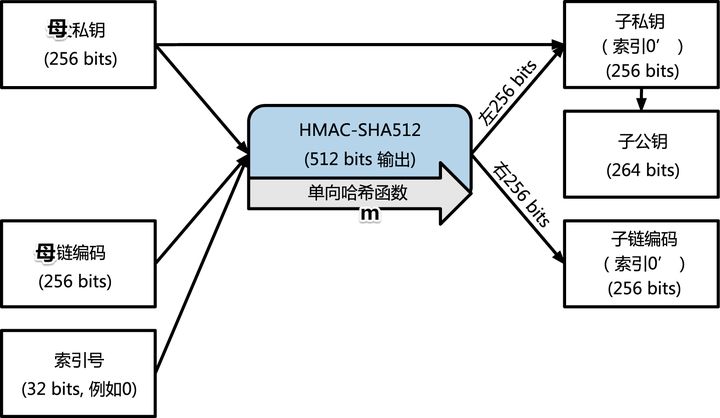 母私钥
(256 bits)
母链编码
(256 bits)
索引号
(32 bits, 例如0)
HMAC-SHA512
(512 bits 输出)
单向哈希函数
m
左256 bits
右256 bits
子私钥
（索引0′）
(256 bits)
子公钥
(264 bits)
子链编码
（索引0′）
(256 bits)